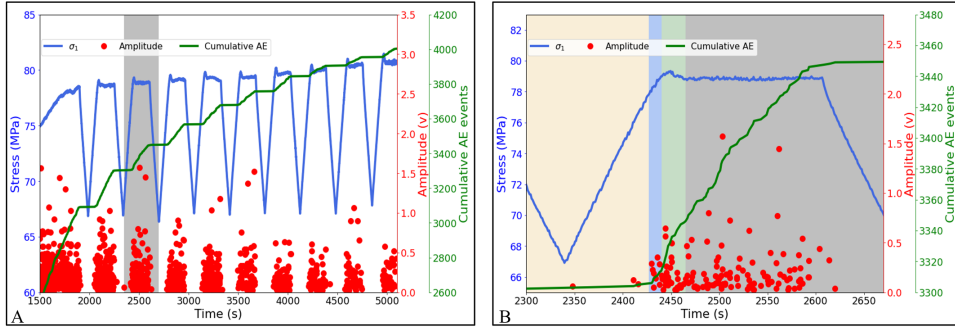 85
80
75
70
65
60
Stress (MPa)
σ₁
Amplitude
Cumulative AE
3.5
3.0
2.5
2.0
1.5
1.0
0.5
0.0
Amplitude (v)
4200
4000
3800
3600
3400
3200
3000
2800
2600
Cumulative AE events
1500 2000 2500 3000 3500 4000 4500 5000
Time (s)
A
82
80
78
76
74
72
70
68
66
Stress (MPa)
σ₁
Amplitude
Cumulative AE
2.5
2.0
1.5
1.0
0.5
0.0
Amplitude (v)
3480
3460
3440
3420
3400
3380
3360
3340
3320
3300
Cumulative AE events
2300 2350 2400 2450 2500 2550 2600 2650
Time (s)
B